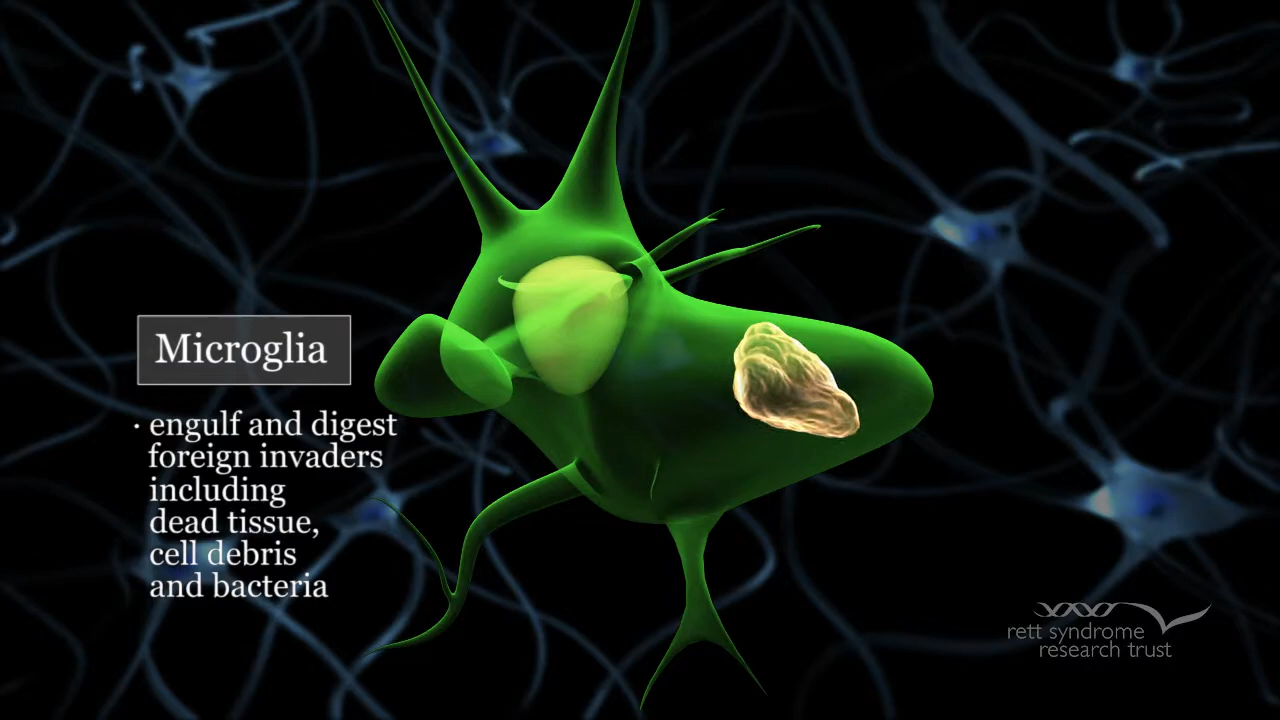 Microglia
· engulf and digest
foreign invaders
including
dead tissue,
cell debris
and bacteria
rett syndrome
research trust